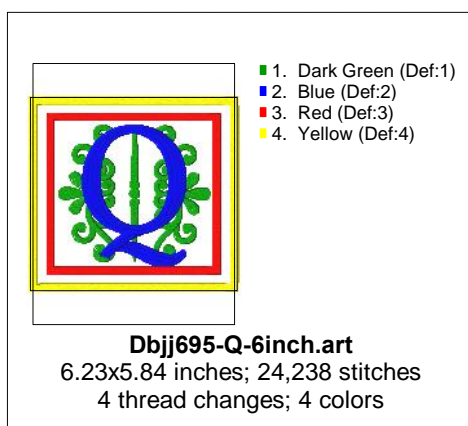 1. Dark Green (Def:1)
2. Blue (Def:2)
3. Red (Def:3)
4. Yellow (Def:4)
Q
Dbjj695-Q-6inch.art
6.23x5.84 inches; 24,238 stitches
4 thread changes; 4 colors